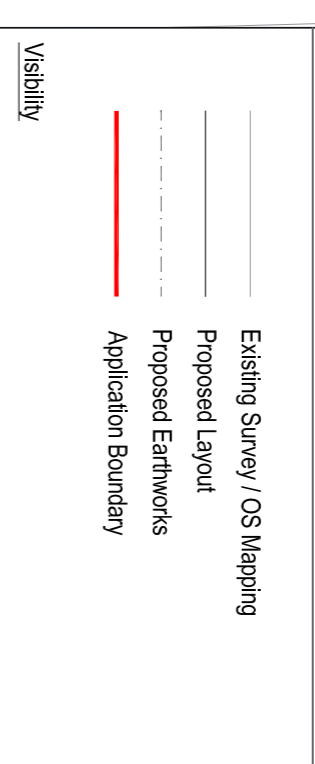 Existing Survey / OS Mapping
Proposed Layout
Proposed Earthworks
Application Boundary
Visibility